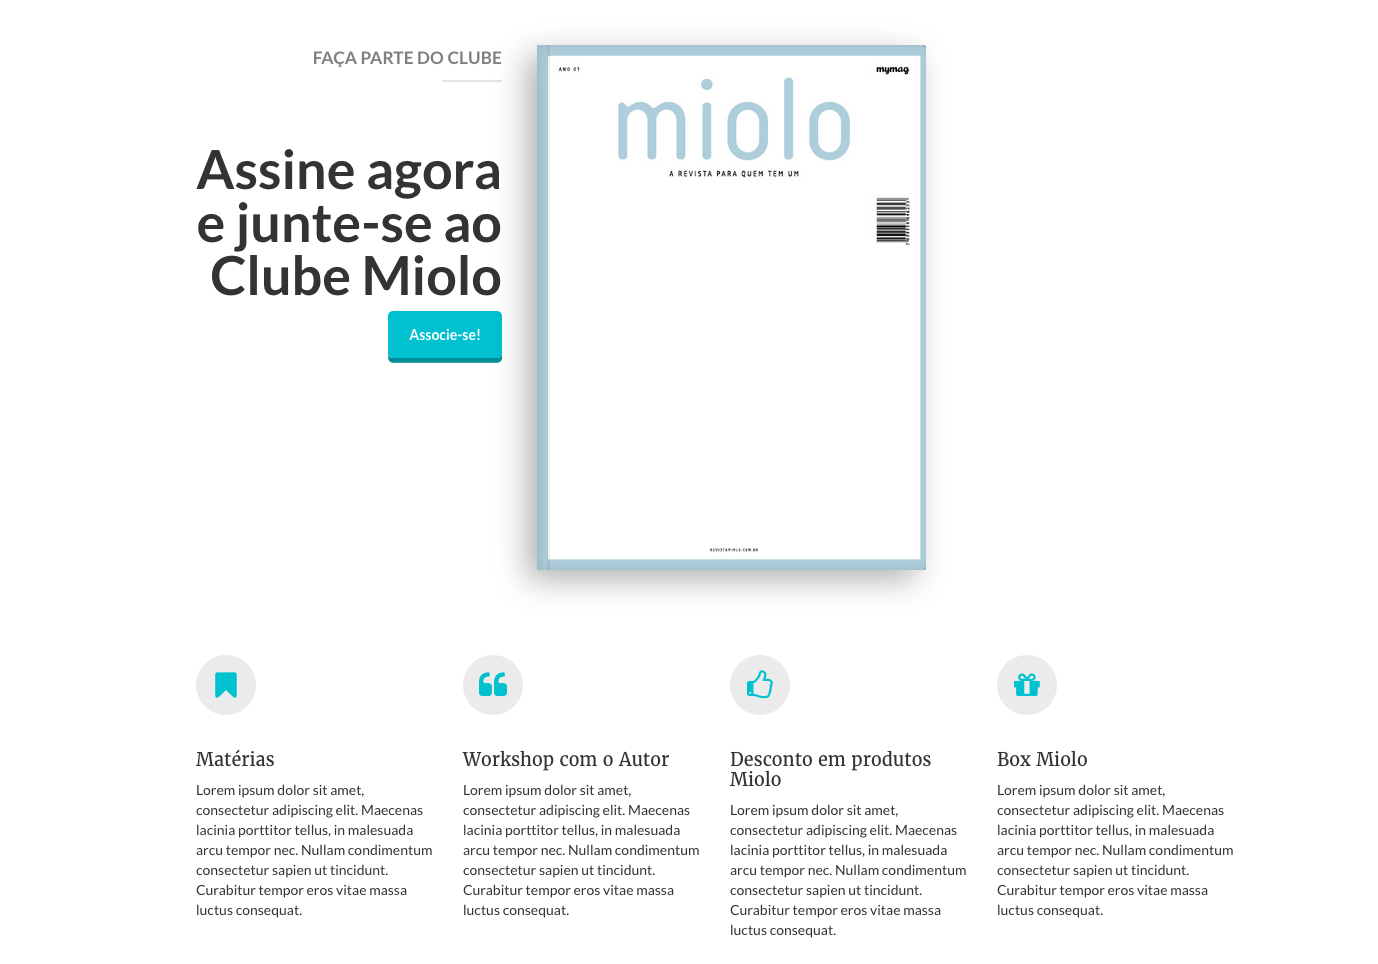 FAÇA PARTE DO CLUBE
Assine agora
e junte-se ao
Clube Miolo
Associe-se!
ANO 01
mymag
miolo
A REVISTA PARA QUEM TEM UM
REVISTAMIOLO.COM.BR
Matérias
Lorem ipsum dolor sit amet,
consectetur adipiscing elit. Maecenas
lacinia porttitor tellus, in malesuada
arcu tempor nec. Nullam condimentum
consectetur sapien ut tincidunt.
Curabitur tempor eros vitae massa
luctus consequat.
Workshop com o Autor
Lorem ipsum dolor sit amet,
consectetur adipiscing elit. Maecenas
lacinia porttitor tellus, in malesuada
arcu tempor nec. Nullam condimentum
consectetur sapien ut tincidunt.
Curabitur tempor eros vitae massa
luctus consequat.
Desconto em produtos
Miolo
Lorem ipsum dolor sit amet,
consectetur adipiscing elit. Maecenas
lacinia porttitor tellus, in malesuada
arcu tempor nec. Nullam condimentum
consectetur sapien ut tincidunt.
Curabitur tempor eros vitae massa
luctus consequat.
Box Miolo
Lorem ipsum dolor sit amet,
consectetur adipiscing elit. Maecenas
lacinia porttitor tellus, in malesuada
arcu tempor nec. Nullam condimentum
consectetur sapien ut tincidunt.
Curabitur tempor eros vitae massa
luctus consequat.